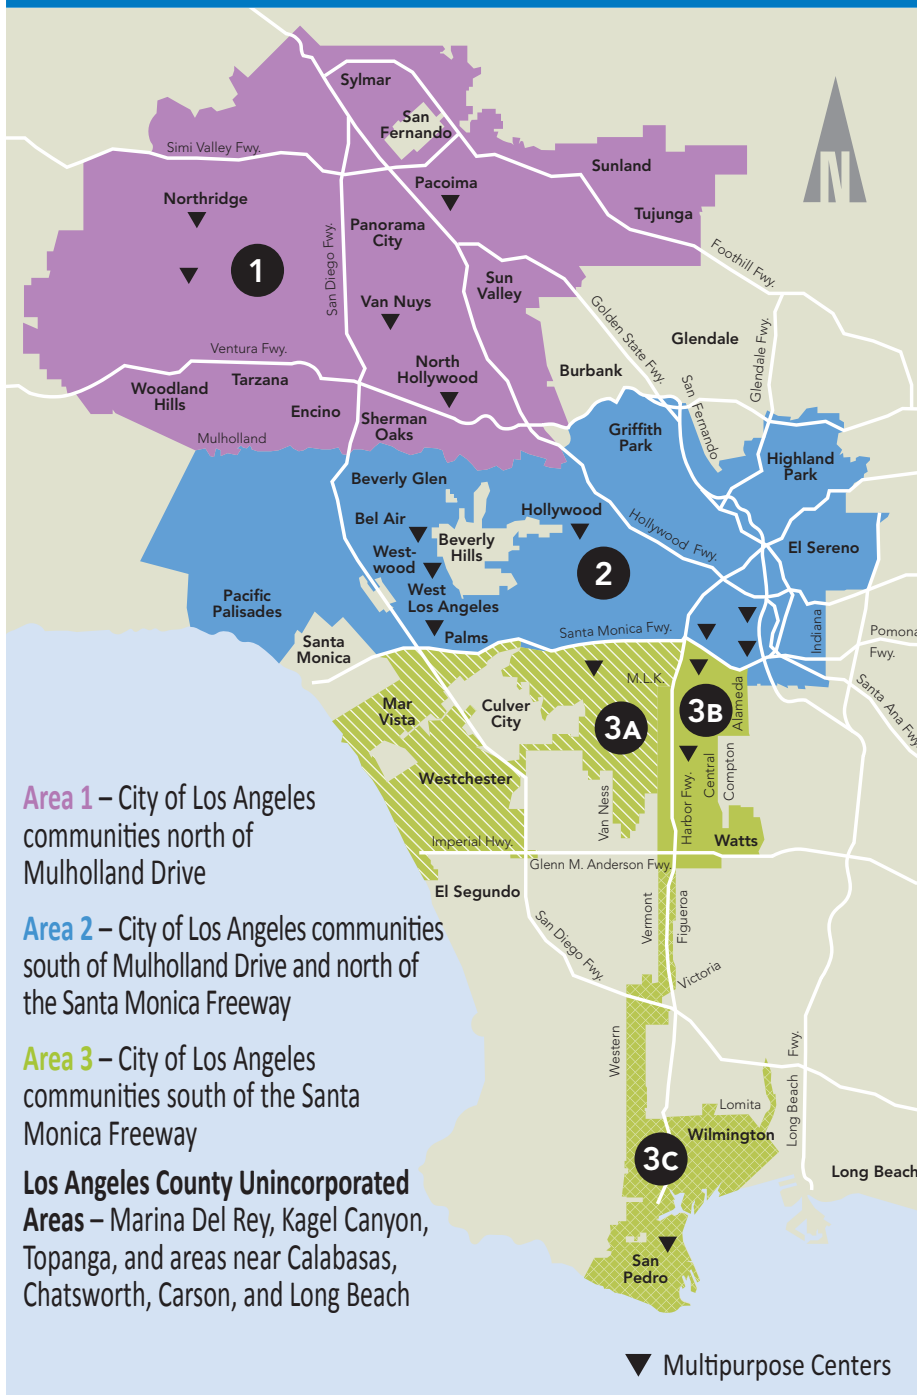 Sylmar
San
Fernando
Simi Valley Fwy.
Sunland
Pacoima
Northridge
Tujunga
Panorama
City
N
San Diego Fwy.
Foothill Fwy.
1
Sun
Valley
Van Nuys
Golden State Fwy.
Glendale
Glendale Fwy.
Ventura Fwy.
North
Hollywood
Burbank
Woodland
Hills
Tarzana
San Fernando
Encino
Sherman
Oaks
Griffith
Park
Mulholland
Highland
Park
Beverly Glen
Hollywood
Bel Air
Hollywood Fwy.
Beverly
Hills
El Sereno
West-
wood
2
West
Los Angeles
Pacific
Palisades
Santa Monica Fwy.
Indiana
Palms
Pomona
Fwy.
Santa
Monica
M.L.K.
Santa Ana Fwy.
Mar
Vista
Culver
City
3A
3B
Alameda
Westchester
Central
Compton
Van Ness
Harbor Fwy.
Imperial Hwy.
Watts
Glenn M. Anderson Fwy.
El Segundo
Vermont
Figueroa
San Diego Fwy.
Victoria
Western
Long Beach Fwy.
Lomita
Wilmington
3C
Long Beach
San
Pedro
Area 1 – City of Los Angeles
communities north of
Mulholland Drive
Area 2 – City of Los Angeles communities
south of Mulholland Drive and north of
the Santa Monica Freeway
Area 3 – City of Los Angeles
communities south of the Santa
Monica Freeway
Los Angeles County Unincorporated
Areas – Marina Del Rey, Kagel Canyon,
Topanga, and areas near Calabasas,
Chatsworth, Carson, and Long Beach
Multipurpose Centers